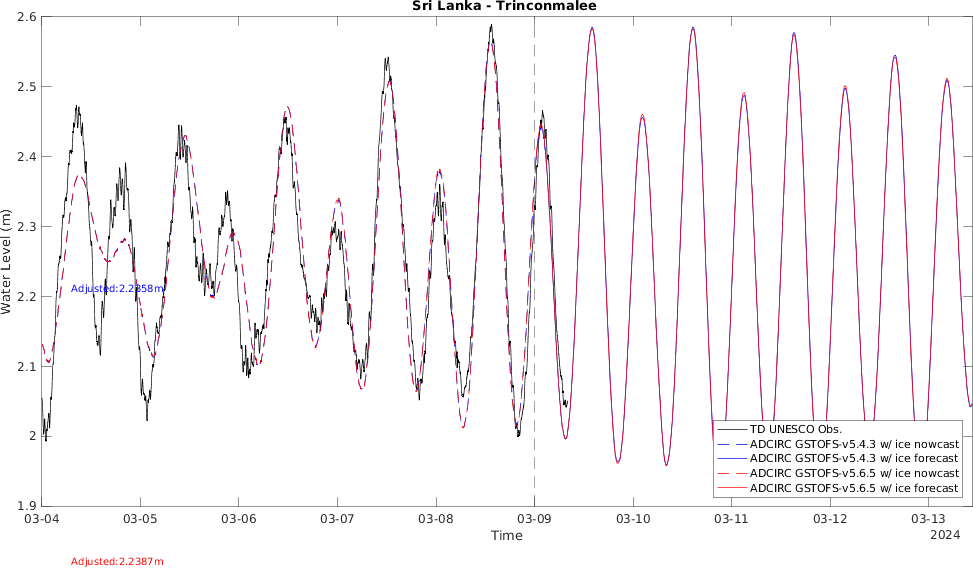 Sri Lanka - Trinconmalee
2.6
2.5
2.4
2.3
2.2
2.1
2
1.9
Water Level (m)
Adjusted:2.2358m
TD UNESCO Obs.
ADCIRC GSTOFS-v5.4.3 w/ ice nowcast
ADCIRC GSTOFS-v5.4.3 w/ ice forecast
ADCIRC GSTOFS-v5.6.5 w/ ice nowcast
ADCIRC GSTOFS-v5.6.5 w/ ice forecast
03-04 03-05 03-06 03-07 03-08 03-09 03-10 03-11 03-12 03-13
Time
2024
Adjusted:2.2387m